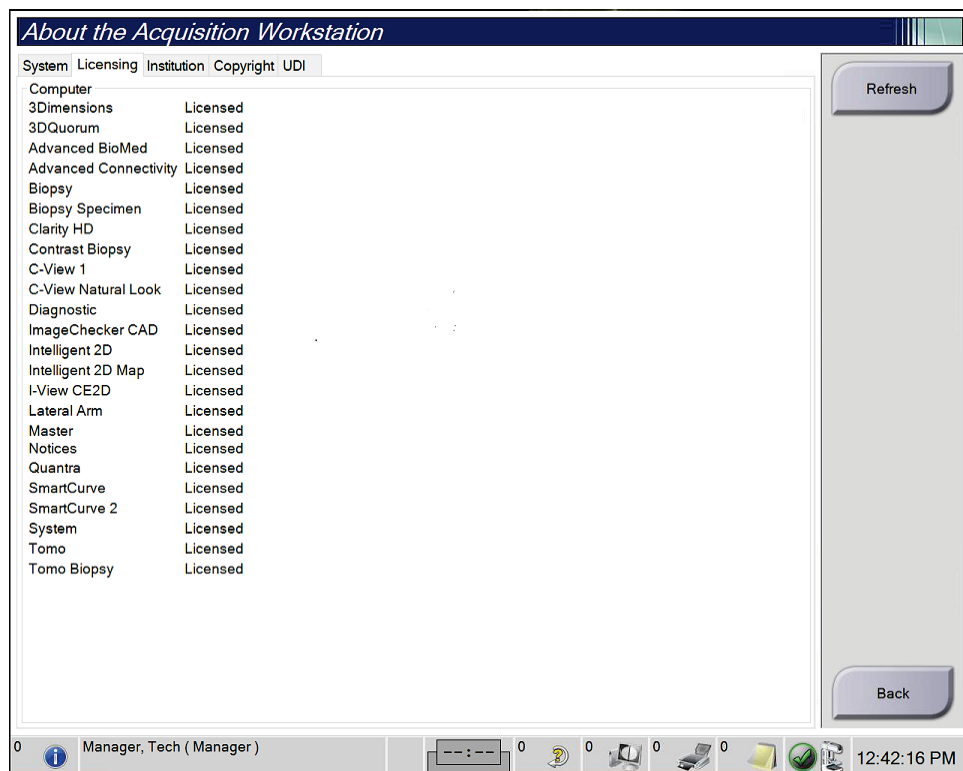 About the Acquisition Workstation
System Licensing Institution Copyright UDI
Computer
3Dimensions Licensed
3DQuorum Licensed
Advanced BioMed Licensed
Advanced Connectivity Licensed
Biopsy Licensed
Biopsy Specimen Licensed
Clarity HD Licensed
Contrast Biopsy Licensed
C-View 1 Licensed
C-View Natural Look Licensed
Diagnostic Licensed
ImageChecker CAD Licensed
Intelligent 2D Licensed
Intelligent 2D Map Licensed
I-View CE2D Licensed
Lateral Arm Licensed
Master Licensed
Notices Licensed
Quantra Licensed
SmartCurve Licensed
SmartCurve 2 Licensed
System Licensed
Tomo Licensed
Tomo Biopsy Licensed
Refresh
Back
0 Manager, Tech ( Manager ) --:-- 0 0 0 0 12:42:16 PM